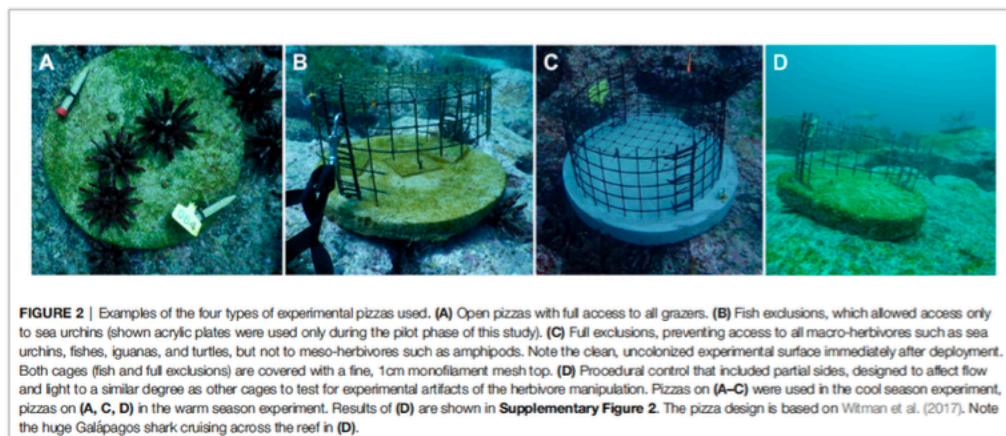 A
B
C
D
FIGURE 2 | Examples of the four types of experimental pizzas used. (A) Open pizzas with full access to all grazers. (B) Fish exclusions, which allowed access only
to sea urchins (shown acrylic plates were used only during the pilot phase of this study). (C) Full exclusions, preventing access to all macro-herbivores such as sea
urchins, fishes, iguanas, and turtles, but not to meso-herbivores such as amphipods. Note the clean, uncolonized experimental surface immediately after deployment.
Both cages (fish and full exclusions) are covered with a fine, 1cm monofilament mesh top. (D) Procedural control that included partial sides, designed to affect flow
and light to a similar degree as other cages to test for experimental artifacts of the herbivore manipulation. Pizzas on (A–C) were used in the cool season experiment,
pizzas on (A, C, D) in the warm season experiment. Results of (D) are shown in Supplementary Figure 2. The pizza design is based on Witman et al. (2017). Note
the huge Galápagos shark cruising across the reef in (D).